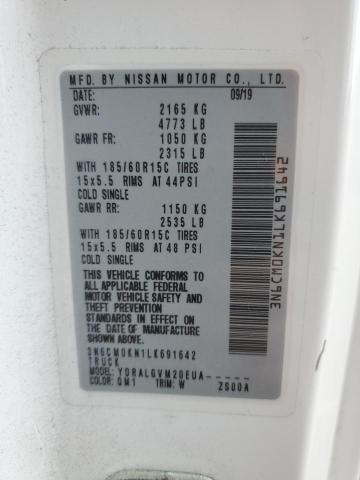 MFD. BY NISSAN MOTOR CO., LTD.
DATE: 09/19
GVWR: 2165 KG
4773 LB
GAWR FR: 1050 KG
2315 LB
WITH 185/60R15C TIRES
15x5.5 RIMS AT 44PSI
COLD SINGLE
GAWR RR: 1150 KG
2535 LB
WITH 185/60R15C TIRES
15x5.5 RIMS AT 48 PSI
COLD SINGLE
THIS VEHICLE CONFORMS TO
ALL APPLICABLE FEDERAL
MOTOR VEHICLE SAFETY
AND THEFT PREVENTION
STANDARDS IN EFFECT ON
THE DATE OF MANUFACTURE
SHOWN ABOVE.
3N6CM0KN1LK691642
TRUCK
MODEL: YDRALGVM20EUA-----
COLOR: QM1 TRIM: W 2S00A
3N6CM0KN1LK691642